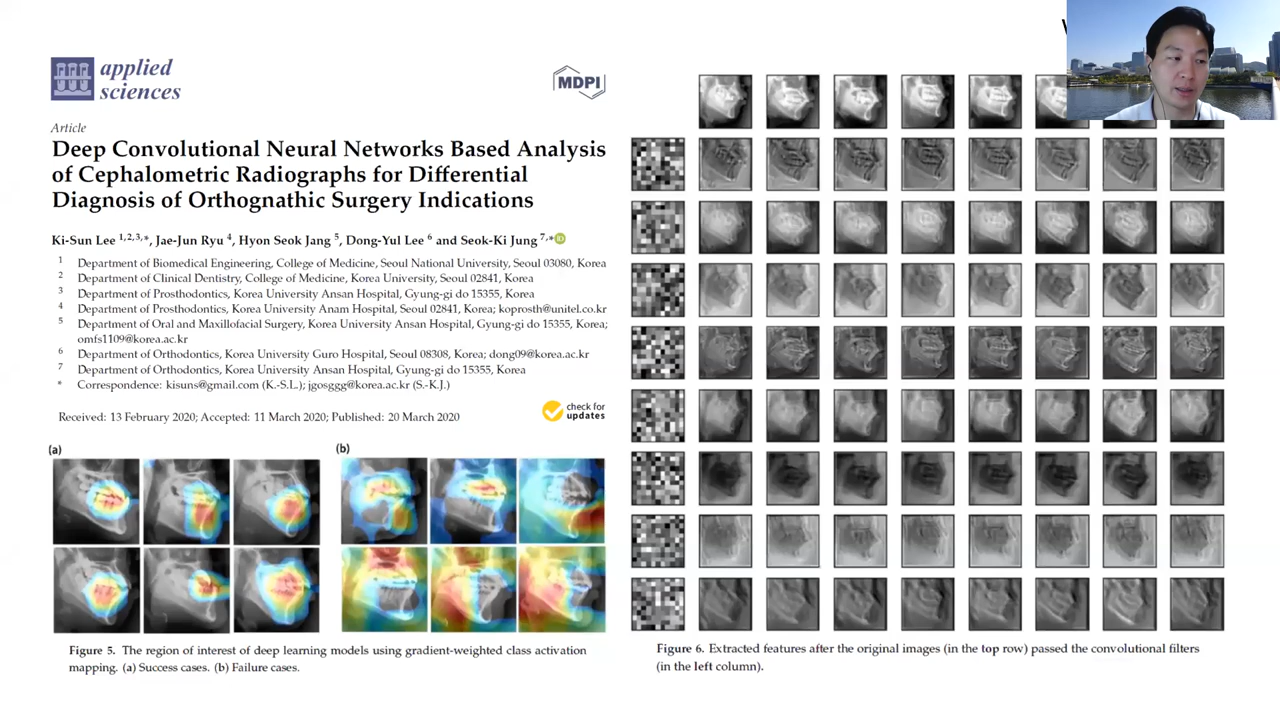 applied
sciences
MDPI
Article
Deep Convolutional Neural Networks Based Analysis
of Cephalometric Radiographs for Differential
Diagnosis of Orthognathic Surgery Indications
Ki-Sun Lee 1,2,3,*, Jae-Jun Ryu 4, Hyon Seok Jang 5, Dong-Yul Lee 6 and Seok-Ki Jung 7,*
1 Department of Biomedical Engineering, College of Medicine, Seoul National University, Seoul 03080, Korea
2 Department of Clinical Dentistry, College of Medicine, Korea University, Seoul 02841, Korea
3 Department of Prosthodontics, Korea University Ansan Hospital, Gyung-gi do 15355, Korea
4 Department of Prosthodontics, Korea University Anam Hospital, Seoul 02841, Korea; koprosth@unitel.co.kr
5 Department of Oral and Maxillofacial Surgery, Korea University Ansan Hospital, Gyung-gi do 15355, Korea;
omfs1109@korea.ac.kr
6 Department of Orthodontics, Korea University Guro Hospital, Seoul 08308, Korea; dong09@korea.ac.kr
7 Department of Orthodontics, Korea University Ansan Hospital, Gyung-gi do 15355, Korea
* Correspondence: kisuns@gmail.com (K.-S.L.); jgosggg@korea.ac.kr (S.-K.J.)
Received: 13 February 2020; Accepted: 11 March 2020; Published: 20 March 2020
check for
updates
(a)
(b)
Figure 5. The region of interest of deep learning models using gradient-weighted class activation
mapping. (a) Success cases. (b) Failure cases.
Figure 6. Extracted features after the original images (in the top row) passed the convolutional filters
(in the left column).